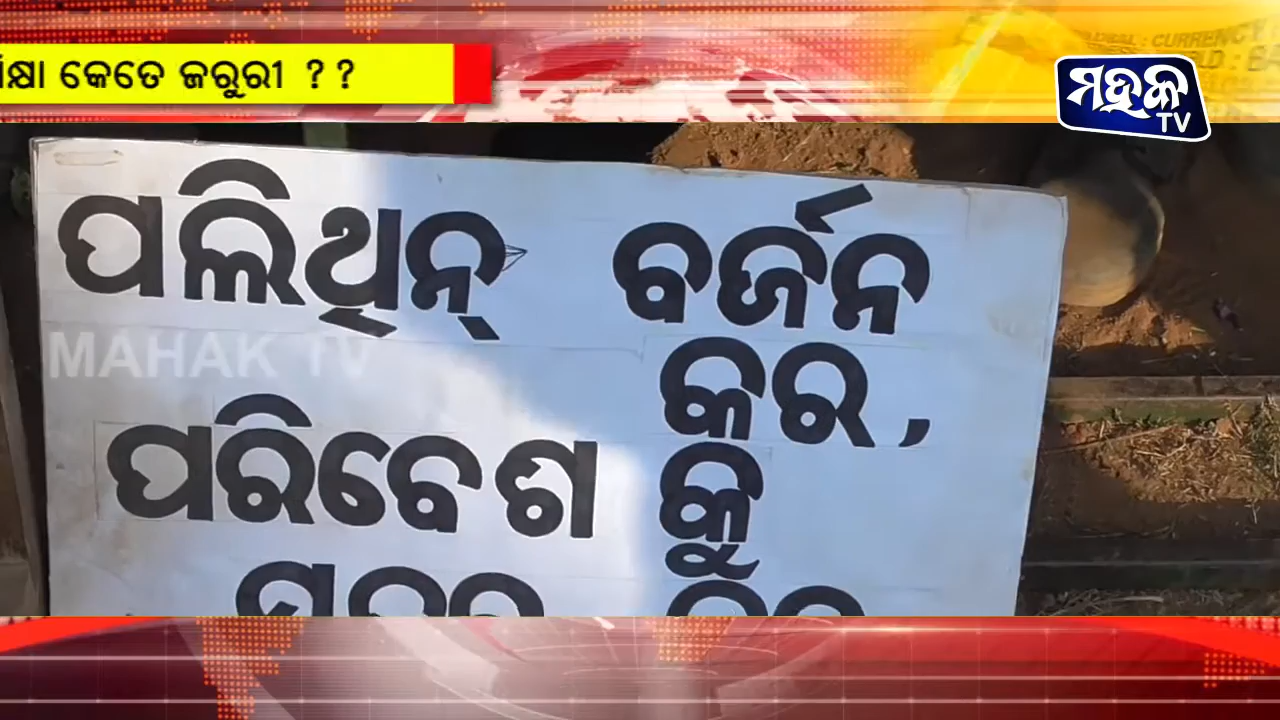 କେତେ ଜରୁରୀ ??
ମହକ
TV
ପଲିଥିନ୍ ବର୍ଜନ
କର,
MAHAK TV
ପରିବେଶ କୁ